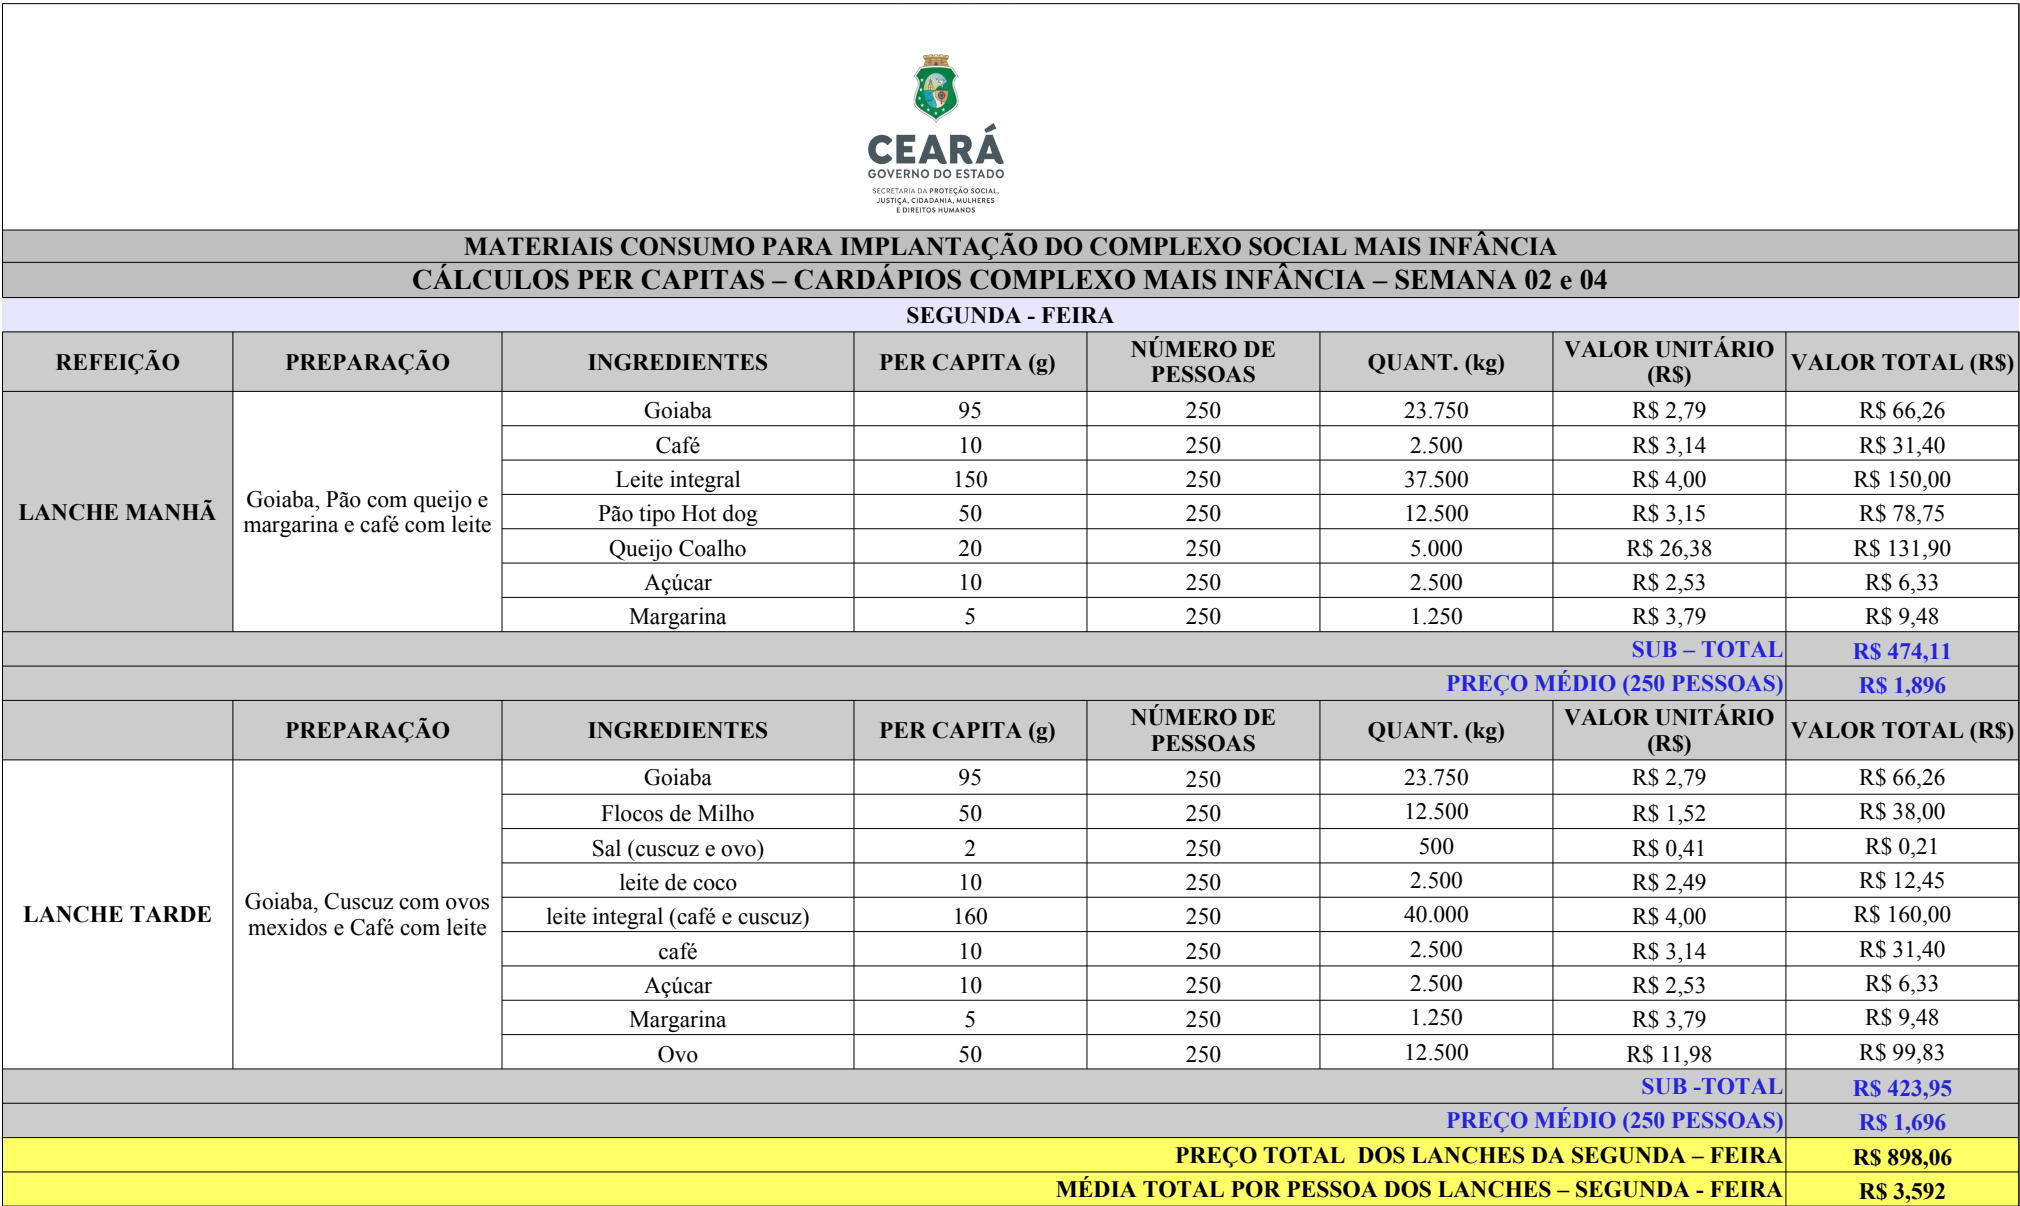 CEARÁ
GOVERNO DO ESTADO
SECRETARIA DA PROTEÇÃO SOCIAL,
JUSTIÇA, CIDADANIA, MULHERES
E DIREITOS HUMANOS
MATERIAIS CONSUMO PARA IMPLANTAÇÃO DO COMPLEXO SOCIAL MAIS INFÂNCIA
CÁLCULOS PER CAPITAS – CARDÁPIOS COMPLEXO MAIS INFÂNCIA – SEMANA 02 e 04
SEGUNDA - FEIRA
REFEIÇÃO PREPARAÇÃO INGREDIENTES PER CAPITA (g) NÚMERO DE PESSOAS QUANT. (kg) VALOR UNITÁRIO (R$) VALOR TOTAL (R$)
LANCHE MANHÃ
Goiaba, Pão com queijo e
margarina e café com leite
Goiaba 95 250 23.750 R$ 2,79 R$ 66,26
Café 10 250 2.500 R$ 3,14 R$ 31,40
Leite integral 150 250 37.500 R$ 4,00 R$ 150,00
Pão tipo Hot dog 50 250 12.500 R$ 3,15 R$ 78,75
Queijo Coalho 20 250 5.000 R$ 26,38 R$ 131,90
Açúcar 10 250 2.500 R$ 2,53 R$ 6,33
Margarina 5 250 1.250 R$ 3,79 R$ 9,48
SUB – TOTAL R$ 474,11
PREÇO MÉDIO (250 PESSOAS) R$ 1,896
PREPARAÇÃO INGREDIENTES PER CAPITA (g) NÚMERO DE PESSOAS QUANT. (kg) VALOR UNITÁRIO (R$) VALOR TOTAL (R$)
LANCHE TARDE
Goiaba, Cuscuz com ovos
mexidos e Café com leite
Goiaba 95 250 23.750 R$ 2,79 R$ 66,26
Flocos de Milho 50 250 12.500 R$ 1,52 R$ 38,00
Sal (cuscuz e ovo) 2 250 500 R$ 0,41 R$ 0,21
leite de coco 10 250 2.500 R$ 2,49 R$ 12,45
leite integral (café e cuscuz) 160 250 40.000 R$ 4,00 R$ 160,00
café 10 250 2.500 R$ 3,14 R$ 31,40
Açúcar 10 250 2.500 R$ 2,53 R$ 6,33
Margarina 5 250 1.250 R$ 3,79 R$ 9,48
Ovo 50 250 12.500 R$ 11,98 R$ 99,83
SUB -TOTAL R$ 423,95
PREÇO MÉDIO (250 PESSOAS) R$ 1,696
PREÇO TOTAL DOS LANCHES DA SEGUNDA – FEIRA R$ 898,06
MÉDIA TOTAL POR PESSOA DOS LANCHES – SEGUNDA - FEIRA R$ 3,592